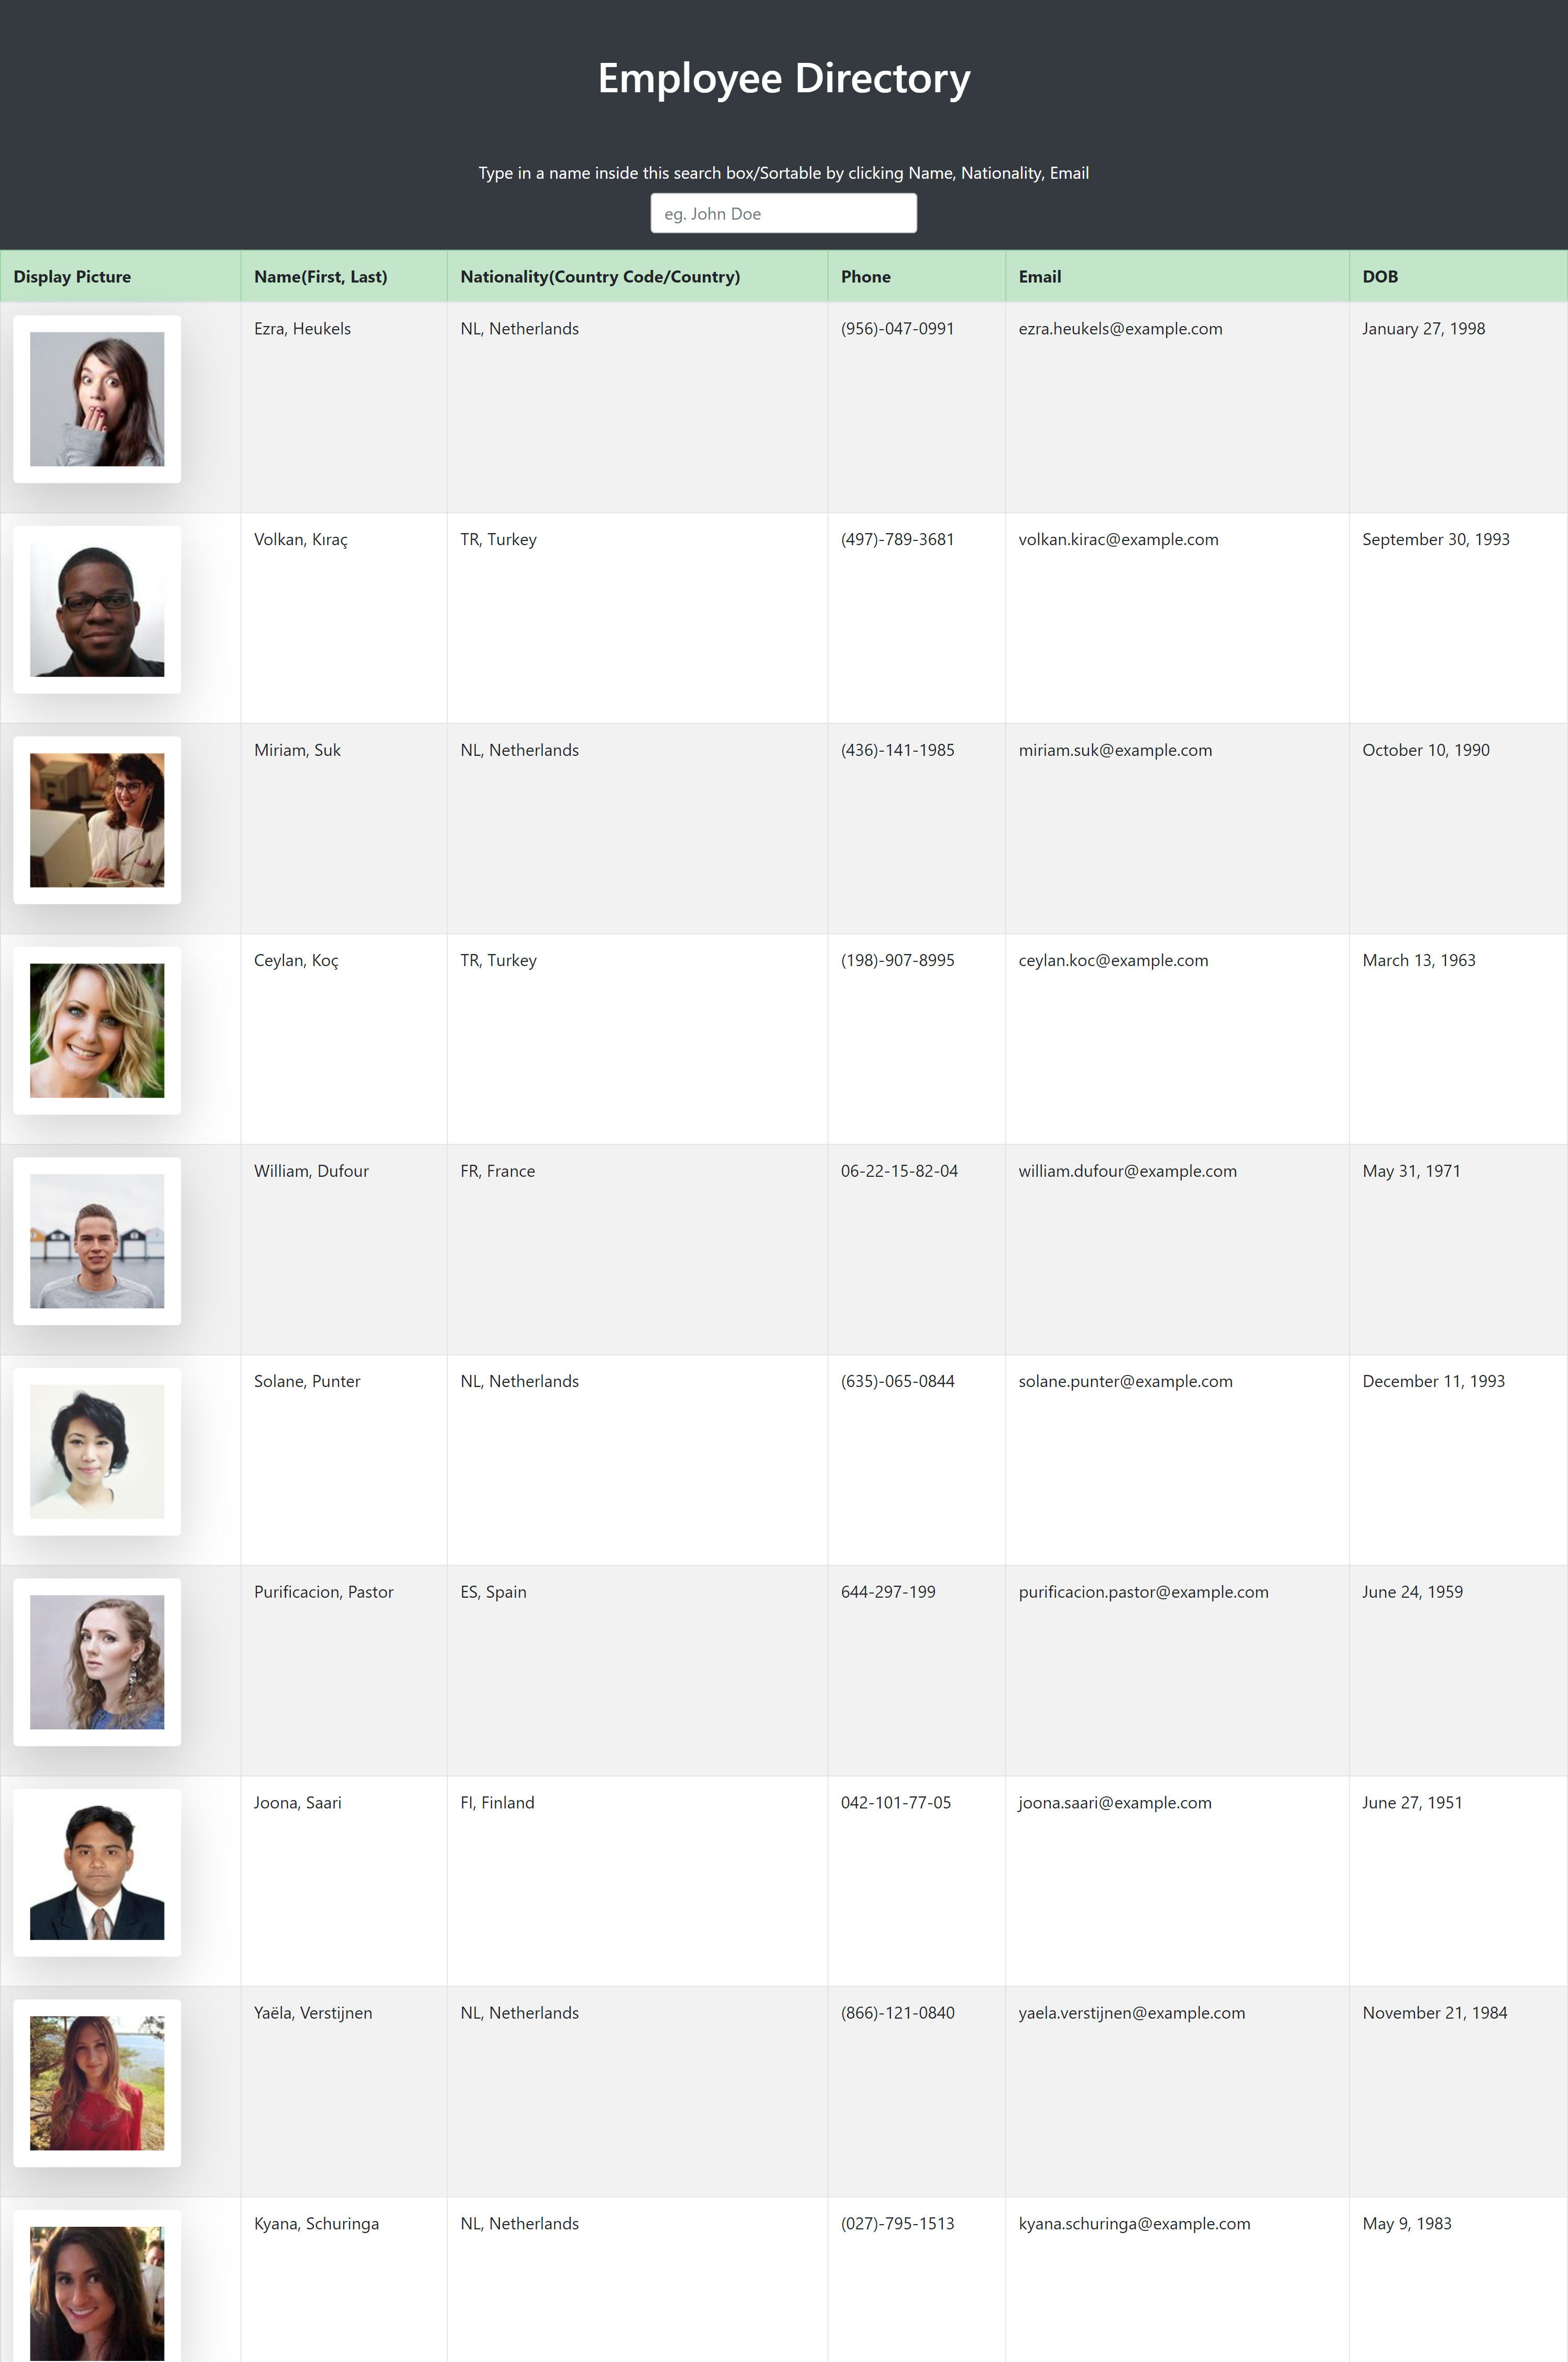 Employee Directory
Type in a name inside this search box/Sortable by clicking Name, Nationality, Email
eg. John Doe
Display Picture Name(First, Last) Nationality(Country Code/Country) Phone Email DOB
Ezra, Heukels NL, Netherlands (956)-047-0991 ezra.heukels@example.com January 27, 1998
Volkan, Kıraç TR, Turkey (497)-789-3681 volkan.kirac@example.com September 30, 1993
Miriam, Suk NL, Netherlands (436)-141-1985 miriam.suk@example.com October 10, 1990
Ceylan, Koç TR, Turkey (198)-907-8995 ceylan.koc@example.com March 13, 1963
William, Dufour FR, France 06-22-15-82-04 william.dufour@example.com May 31, 1971
Solane, Punter NL, Netherlands (635)-065-0844 solane.punter@example.com December 11, 1993
Purificacion, Pastor ES, Spain 644-297-199 purificacion.pastor@example.com June 24, 1959
Joona, Saari FI, Finland 042-101-77-05 joona.saari@example.com June 27, 1951
Yaëla, Verstijnen NL, Netherlands (866)-121-0840 yaela.verstijnen@example.com November 21, 1984
Kyana, Schuringa NL, Netherlands (027)-795-1513 kyana.schuringa@example.com May 9, 1983